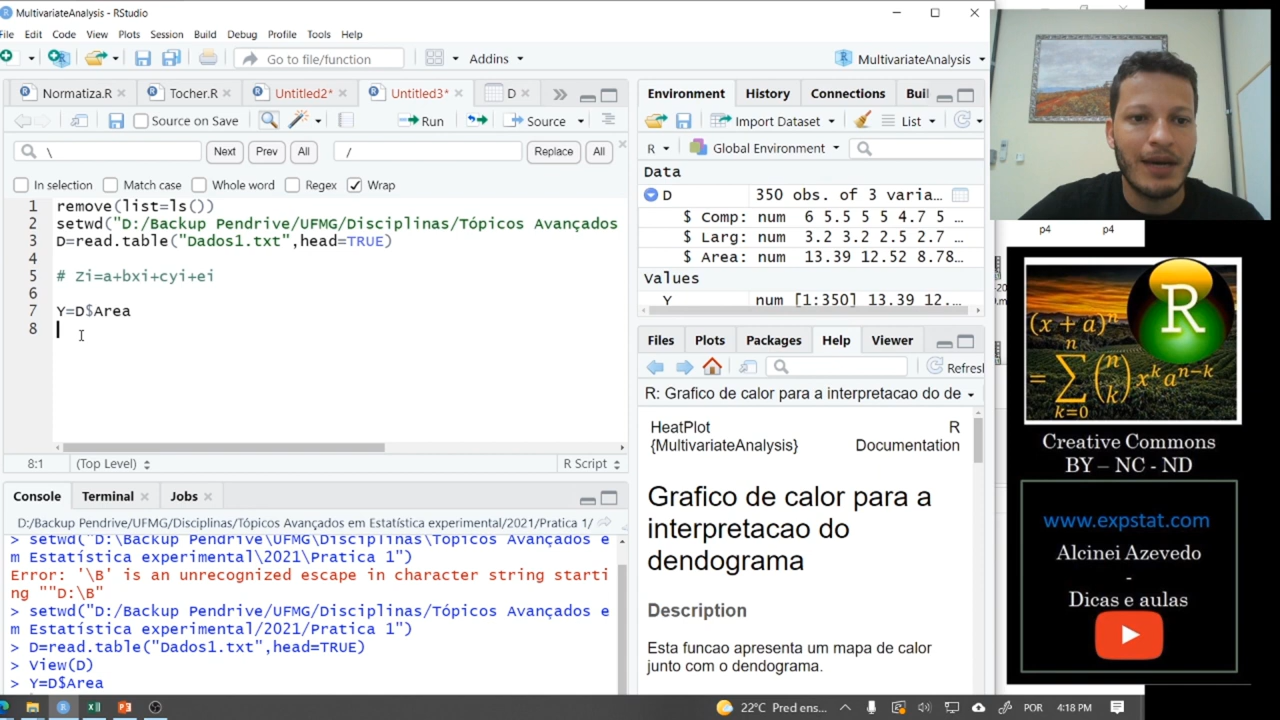 MultivariateAnalysis - RStudio
File Edit Code View Plots Session Build Debug Profile Tools Help
Go to file/function
Addins
MultivariateAnalysis
Normatiza.R
Tocher.R
Untitled2*
Untitled3*
D
Source on Save
Run
Source
\
Next
Prev
All
/
Replace
All
In selection
Match case
Whole word
Regex
Wrap
1 remove(list=ls())
2 setwd("D:/Backup Pendrive/UFMG/Disciplinas/Tópicos Avançados
3 D=read.table("Dados1.txt",head=TRUE)
4
5 # Zi=a+bxi+cyi+ei
6
7 Y=D$Area
8
8:1 (Top Level) R Script
Console Terminal Jobs
D:/Backup Pendrive/UFMG/Disciplinas/Tópicos Avançados em Estatística experimental/2021/Pratica 1/
> setwd("D:\Backup Pendrive\UFMG\Disciplinas\Tópicos Avançados e
m Estatística experimental\2021\Pratica 1")
Error: '\B' is an unrecognized escape in character string starti
ng ""D:\B"
> setwd("D:/Backup Pendrive/UFMG/Disciplinas/Tópicos Avançados e
m Estatística experimental/2021/Pratica 1")
> D=read.table("Dados1.txt",head=TRUE)
> View(D)
> Y=D$Area
Environment History Connections Bui
Import Dataset
List
R
Global Environment
Data
D 350 obs. of 3 varia…
$ Comp: num 6 5.5 5 5 4.7 5 …
$ Larg: num 3.2 3.2 2.5 2.7 …
$ Area: num 13.39 12.52 8.78…
Values
Y num [1:350] 13.39 12.…
Files Plots Packages Help Viewer
Refresh
R: Grafico de calor para a interpretacao do de
HeatPlot R
{MultivariateAnalysis} Documentation
Grafico de calor para a
interpretacao do
dendograma
Description
Esta funcao apresenta um mapa de calor
junto com o dendograma.
p4 p4
R
(x + a)^n
= ∑_{k=0}^{n} (n k) x^k a^{n-k}
Creative Commons
BY – NC - ND
www.expstat.com
Alcinei Azevedo
-
Dicas e aulas
22°C Pred ens...
POR
4:18 PM